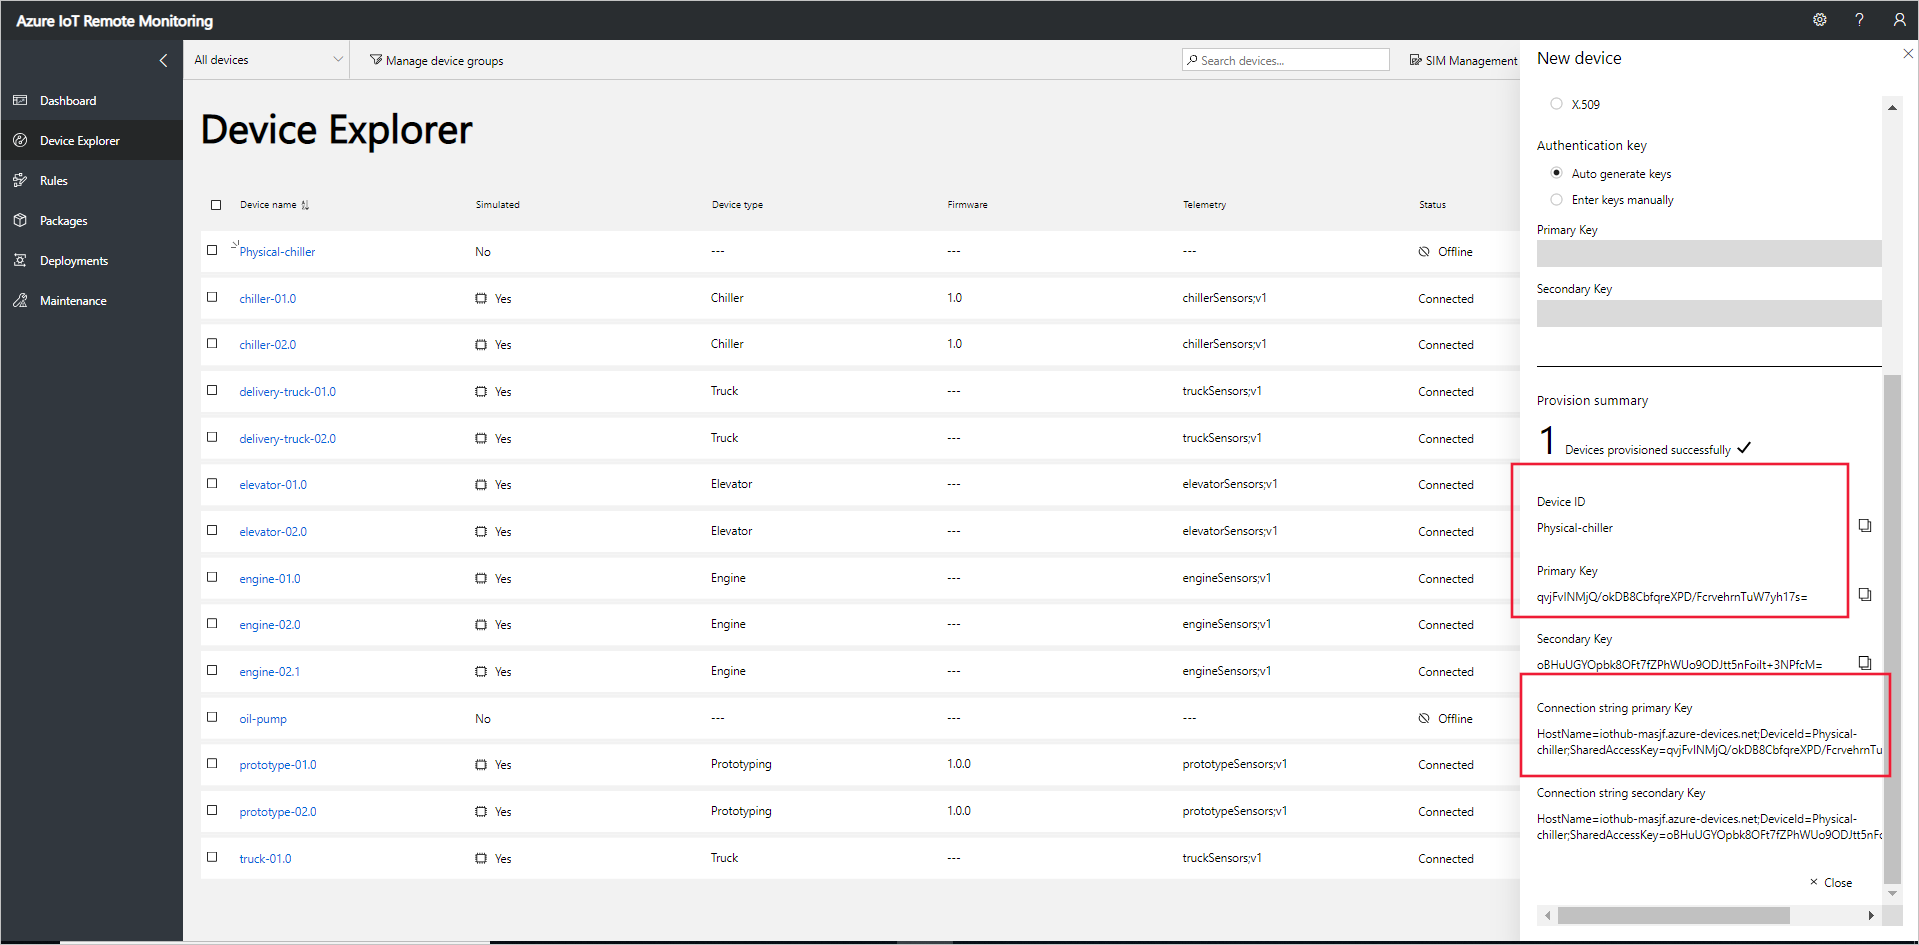 Azure IoT Remote Monitoring
?
Dashboard
Device Explorer
Rules
Packages
Deployments
Maintenance
All devices
Manage device groups
Search devices...
SIM Management
Device Explorer
Device name Simulated Device type Firmware Telemetry Status
Physical-chiller No --- --- --- Offline
chiller-01.0 Yes Chiller 1.0 chillerSensors;v1 Connected
chiller-02.0 Yes Chiller 1.0 chillerSensors;v1 Connected
delivery-truck-01.0 Yes Truck --- truckSensors;v1 Connected
delivery-truck-02.0 Yes Truck --- truckSensors;v1 Connected
elevator-01.0 Yes Elevator --- elevatorSensors;v1 Connected
elevator-02.0 Yes Elevator --- elevatorSensors;v1 Connected
engine-01.0 Yes Engine --- engineSensors;v1 Connected
engine-02.0 Yes Engine --- engineSensors;v1 Connected
engine-02.1 Yes Engine --- engineSensors;v1 Connected
oil-pump No --- --- --- Offline
prototype-01.0 Yes Prototyping 1.0.0 prototypeSensors;v1 Connected
prototype-02.0 Yes Prototyping 1.0.0 prototypeSensors;v1 Connected
truck-01.0 Yes Truck --- truckSensors;v1 Connected
New device
X.509
Authentication key
Auto generate keys
Enter keys manually
Primary Key
Secondary Key
Provision summary
1 Devices provisioned successfully
Device ID
Physical-chiller
Primary Key
qvjFvINMjQ/okDB8CbfqreXPD/FcrvehrnTuW7yh17s=
Secondary Key
oBHuUGYOpbk8OFt7fZPhWUo9ODJtt5nFoilt+3NPfcM=
Connection string primary Key
HostName=iothub-masjf.azure-devices.net;DeviceId=Physical-
chiller;SharedAccessKey=qvjFvINMjQ/okDB8CbfqreXPD/FcrvehrnTu
Connection string secondary Key
HostName=iothub-masjf.azure-devices.net;DeviceId=Physical-
chiller;SharedAccessKey=oBHuUGYOpbk8OFt7fZPhWUo9ODJtt5nFo
Close